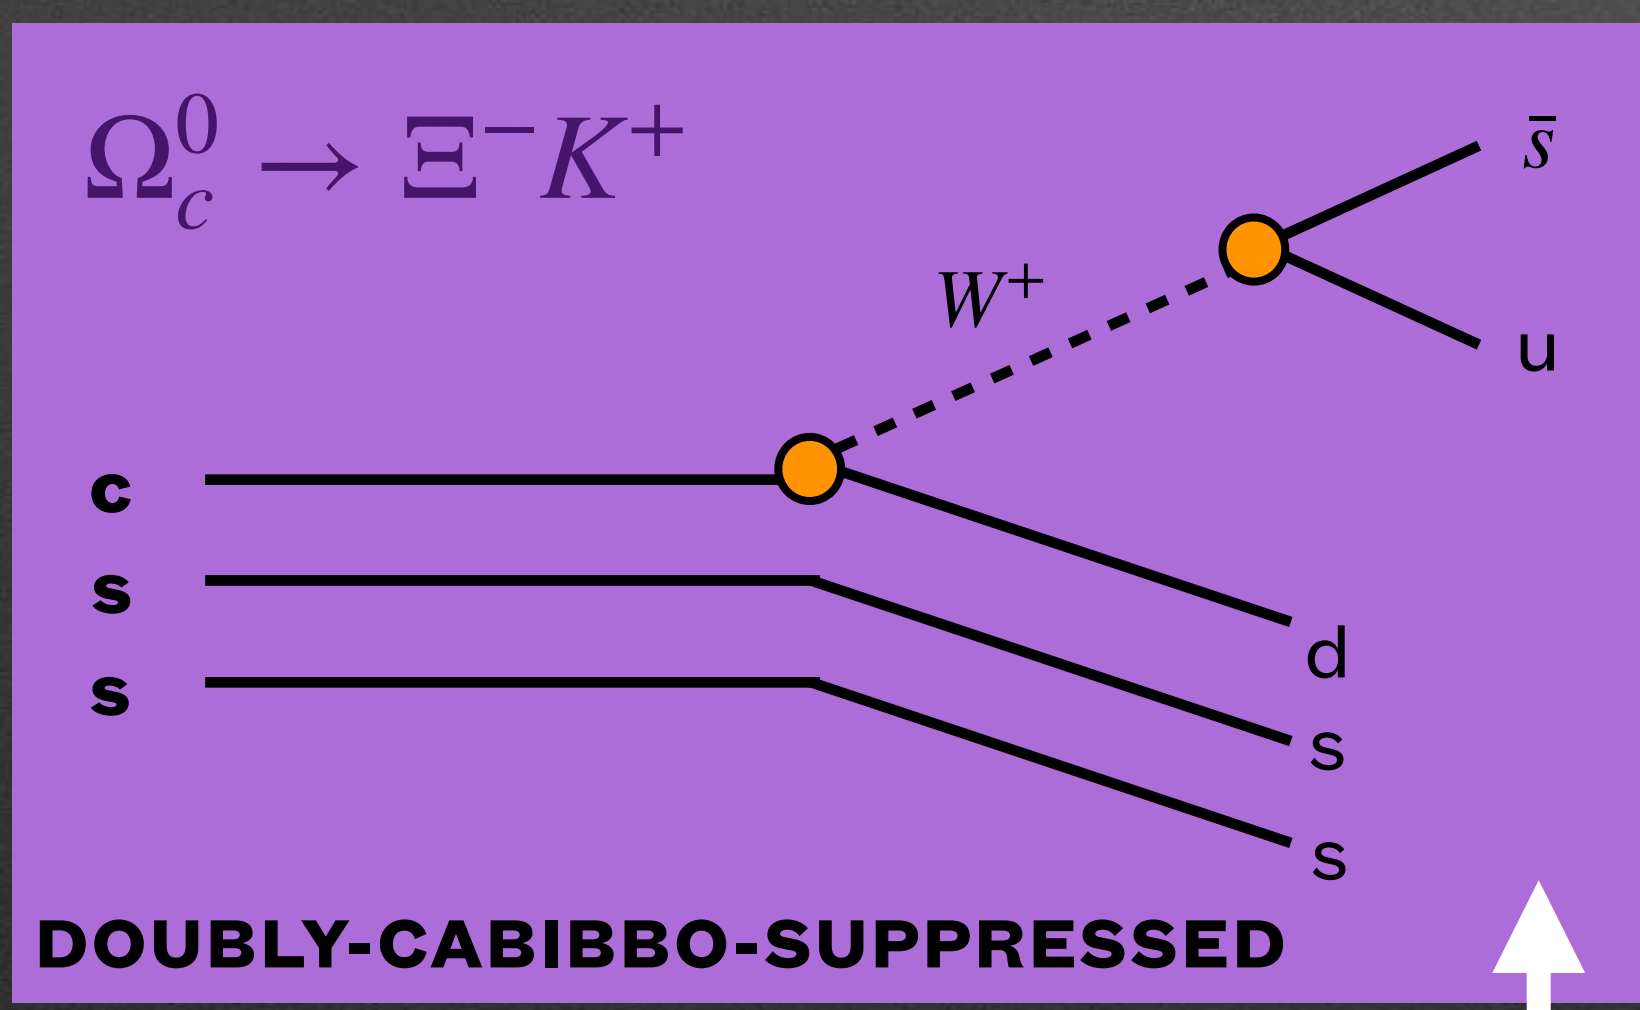 Ω_c^0 → Ξ^- K^+
s̄
W^+
u
c
s
s
d
s
s
DOUBLY-CABIBBO-SUPPRESSED